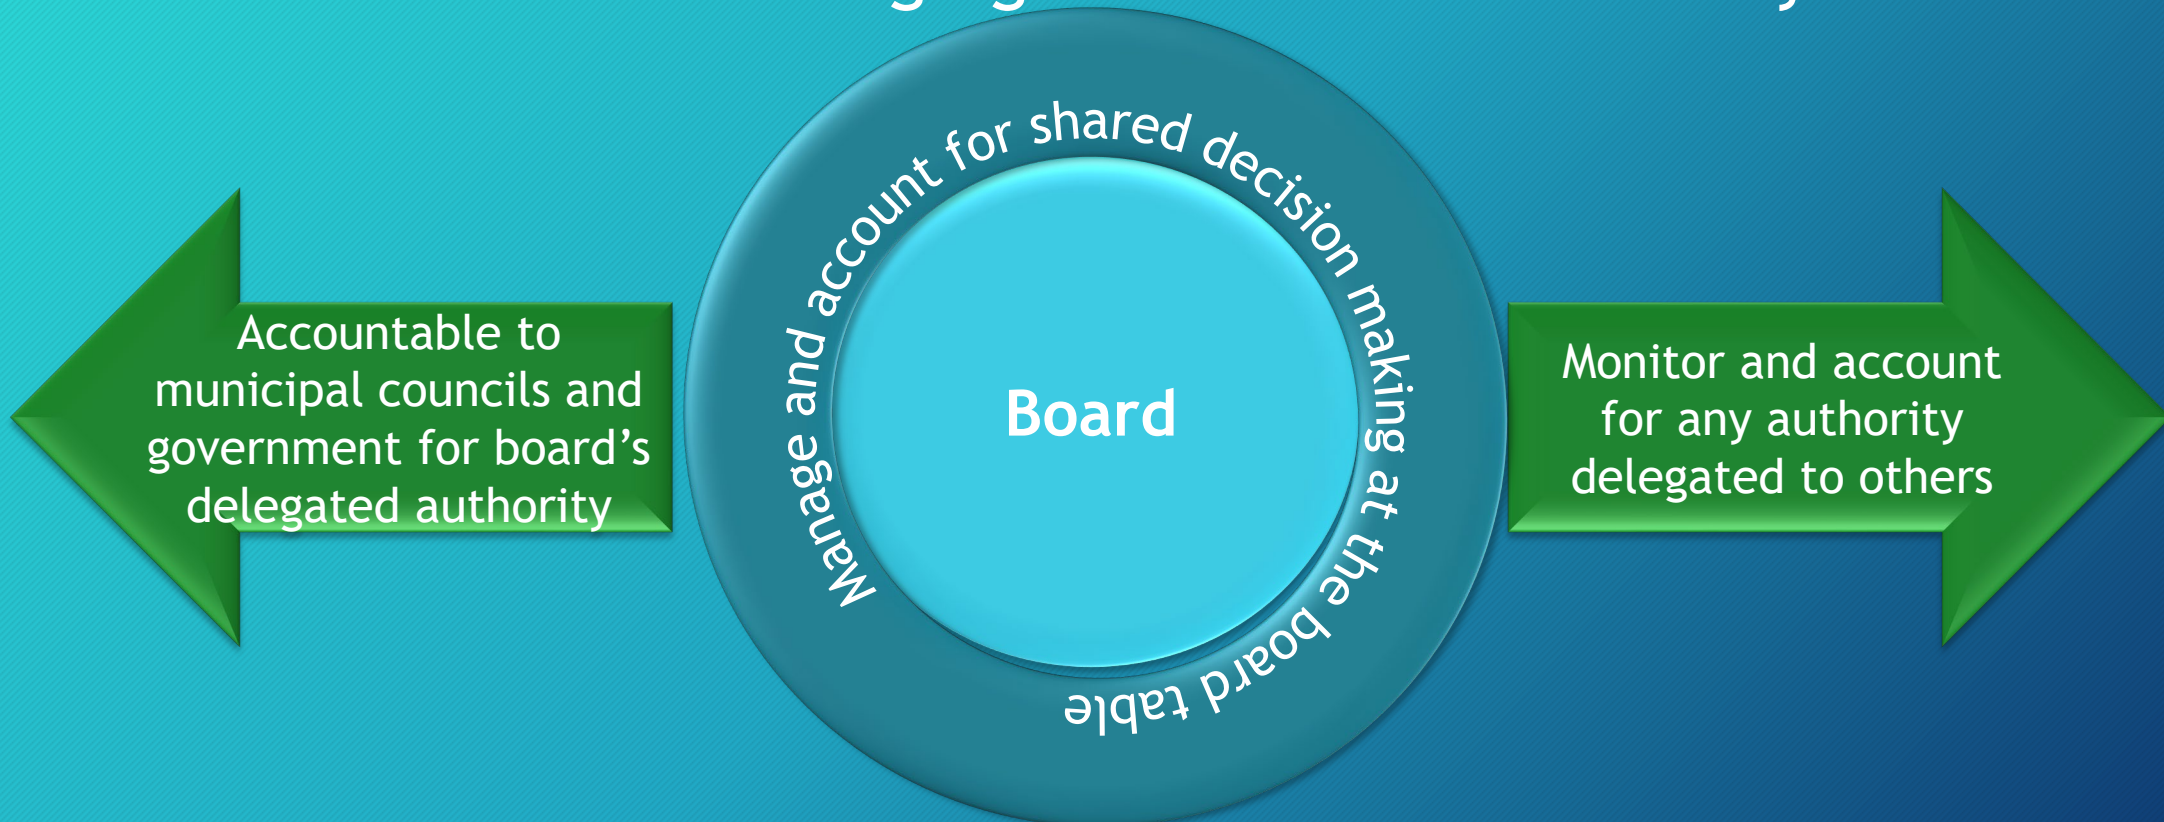 Manage and account for shared decision making at the board table
Accountable to
municipal councils and
government for board’s
delegated authority
Board
Monitor and account
for any authority
delegated to others